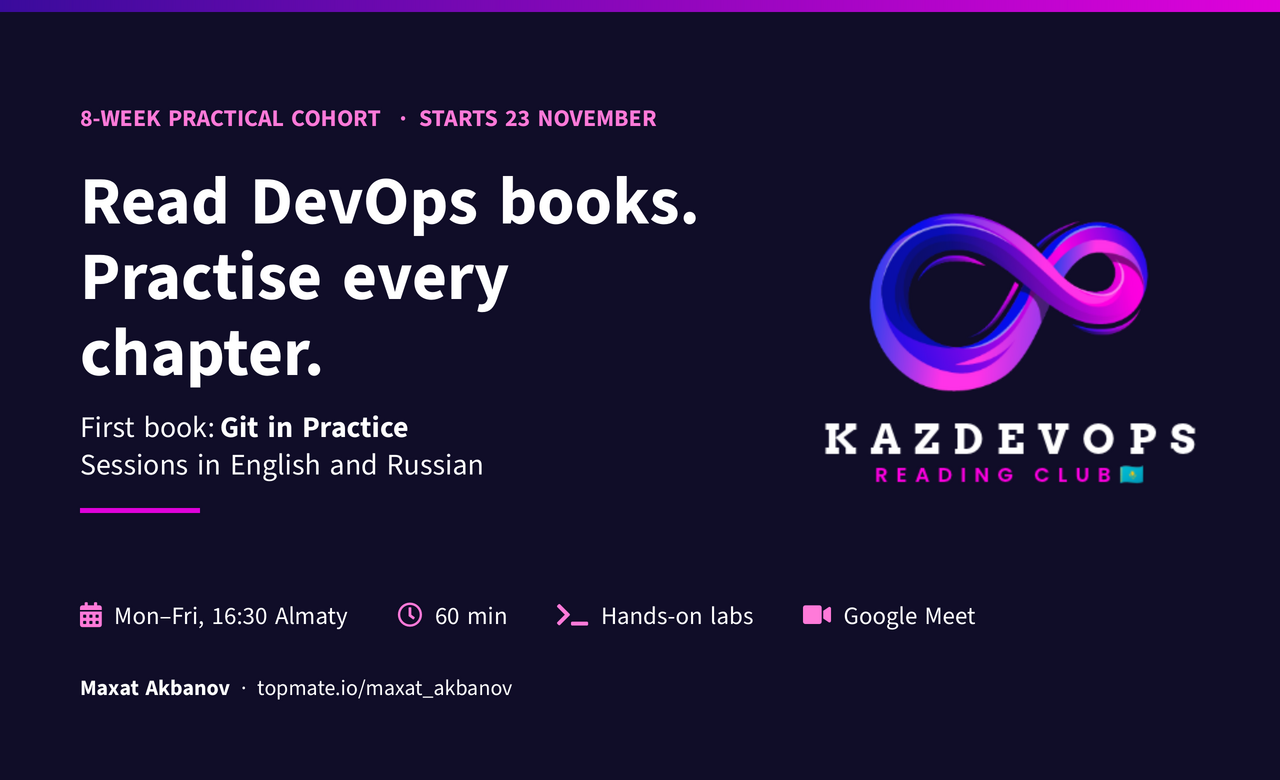 8-WEEK PRACTICAL COHORT · STARTS 23 NOVEMBER
Read DevOps books.
Practise every
chapter.
First book: Git in Practice
Sessions in English and Russian
KAZDEVOPS
READING CLUB
Mon–Fri, 16:30 Almaty
60 min
Hands-on labs
Google Meet
Maxat Akbanov · topmate.io/maxat_akbanov